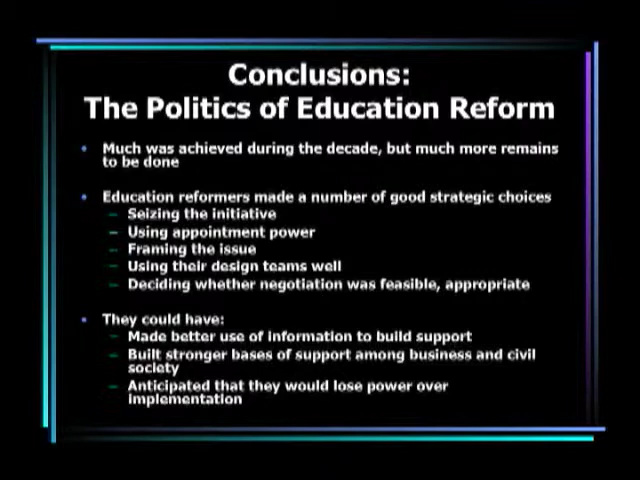 Conclusions:
The Politics of Education Reform
• Much was achieved during the decade, but much more remains
to be done
• Education reformers made a number of good strategic choices
– Seizing the initiative
– Using appointment power
– Framing the issue
– Using their design teams well
– Deciding whether negotiation was feasible, appropriate
• They could have:
– Made better use of information to build support
– Built stronger bases of support among business and civil
society
– Anticipated that they would lose power over
implementation